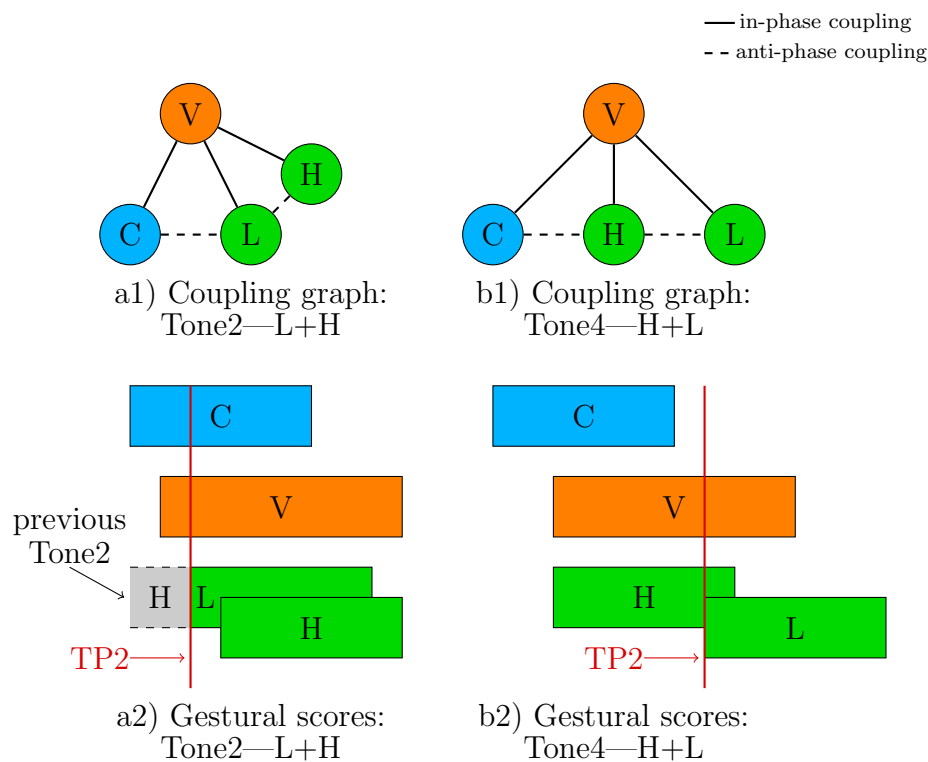 in-phase coupling
anti-phase coupling
V
H
C
L
a1) Coupling graph:
Tone2—L+H
V
C
H
L
b1) Coupling graph:
Tone4—H+L
C
V
previous
Tone2
H
L
H
TP2
a2) Gestural scores:
Tone2—L+H
C
V
H
L
TP2
b2) Gestural scores:
Tone4—H+L